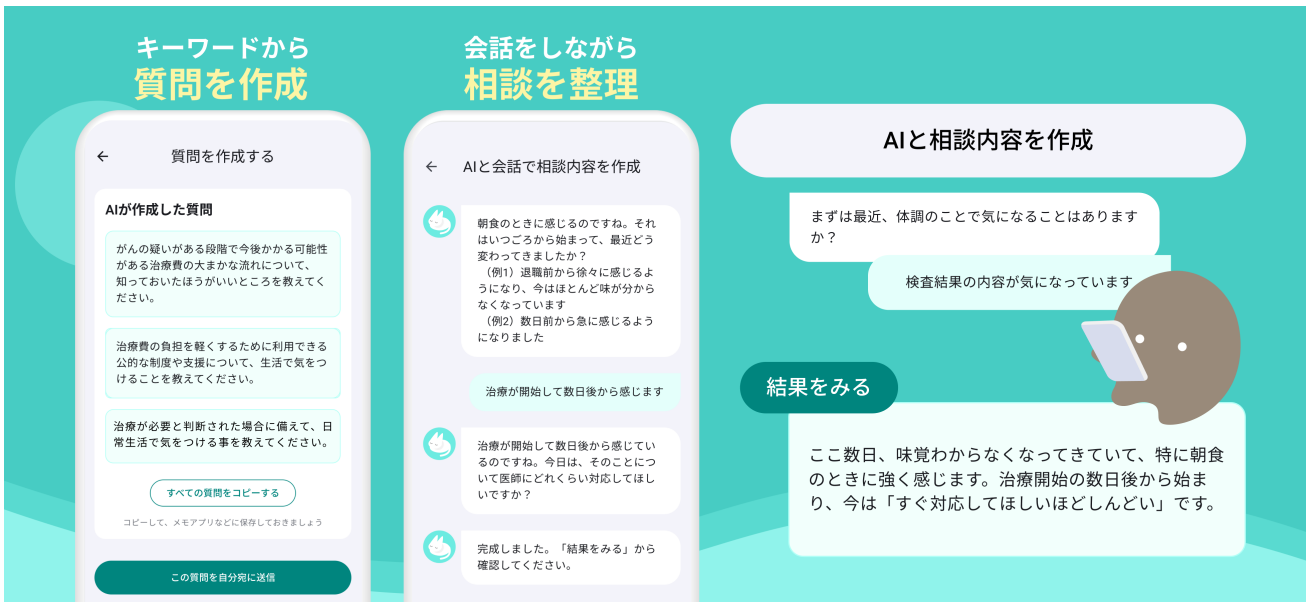 キーワードから
質問を作成
質問を作成する
AIが作成した質問
がんの疑いがある段階で今後かかる可能性
がある治療費の大まかな流れについて、
知っておいたほうがいいところを教えてく
ださい。
治療費の負担を軽くするために利用できる
公的な制度や支援について、生活で気をつ
けることを教えてください。
治療が必要と判断された場合に備えて、日
常生活で気をつける事を教えてください。
すべての質問をコピーする
コピーして、メモアプリなどに保存しておきましょう
この質問を自分宛に送信
会話をしながら
相談を整理
AIと会話で相談内容を作成
朝食のときに感じるのですね。それ
はいつごろから始まって、最近どう
変わってきましたか？
（例1）退職前から徐々に感じるよ
うになり、今はほとんど味が分から
なくなっています
（例2）数日前から急に感じるよう
になりました
治療が開始して数日後から感じます
治療が開始して数日後から感じてい
るのですね。今日は、そのことにつ
いて医師にどれくらい対応してほし
いですか？
完成しました。「結果をみる」から
確認してください。
AIと相談内容を作成
まずは最近、体調のことで気になることはあります
か？
検査結果の内容が気になっています
結果をみる
ここ数日、味覚わからなくなってきていて、特に朝食
のときに強く感じます。治療開始の数日後から始ま
り、今は「すぐ対応してほしいほどしんどい」です。